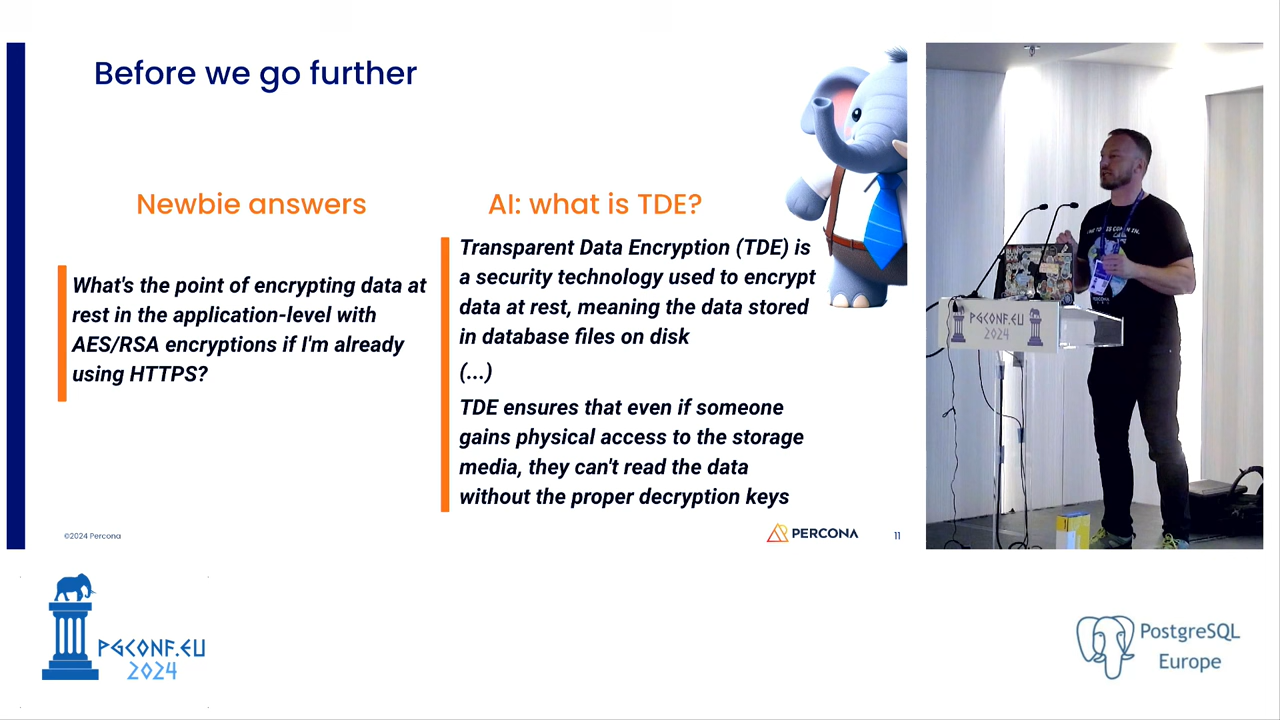 Before we go further
Newbie answers
What's the point of encrypting data at
rest in the application-level with
AES/RSA encryptions if I'm already
using HTTPS?
AI: what is TDE?
Transparent Data Encryption (TDE) is
a security technology used to encrypt
data at rest, meaning the data stored
in database files on disk
(...)
TDE ensures that even if someone
gains physical access to the storage
media, they can't read the data
without the proper decryption keys
©2024 Percona
PERCONA
11
PGCONF.EU
2024
PERCONA
PGCONF.EU
2024
PostgreSQL
Europe